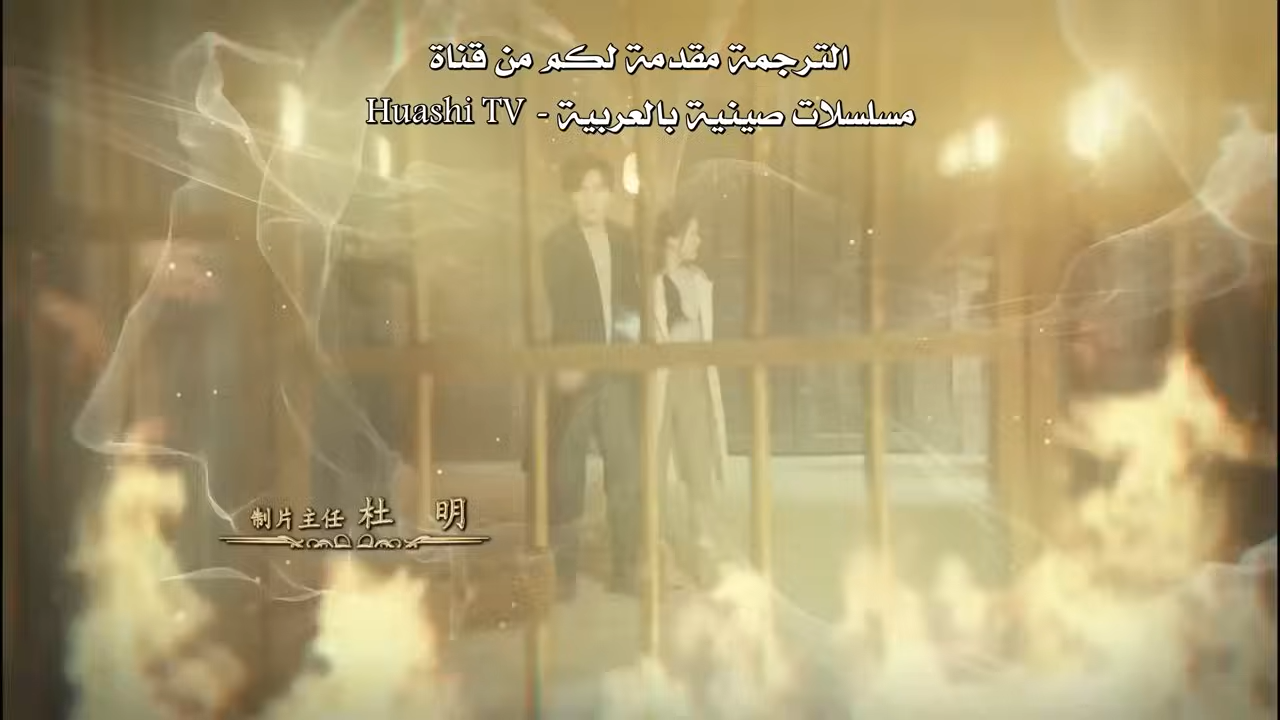 الترجمة مقدمة لكم من قناة
مسلسلات صينية بالعربية - Huashi TV
制片主任 杜 明